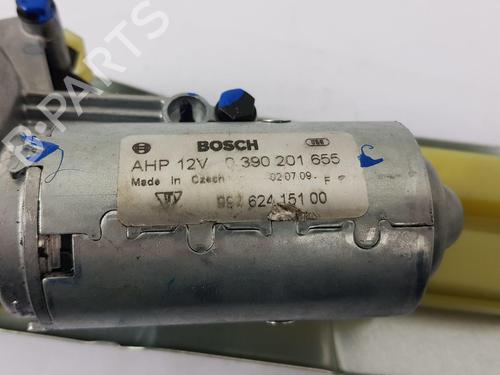 BOSCH
AHP 12V 0 390 201 655
Made in Czech 02.07.09 F
624 151 00
B-PARTS